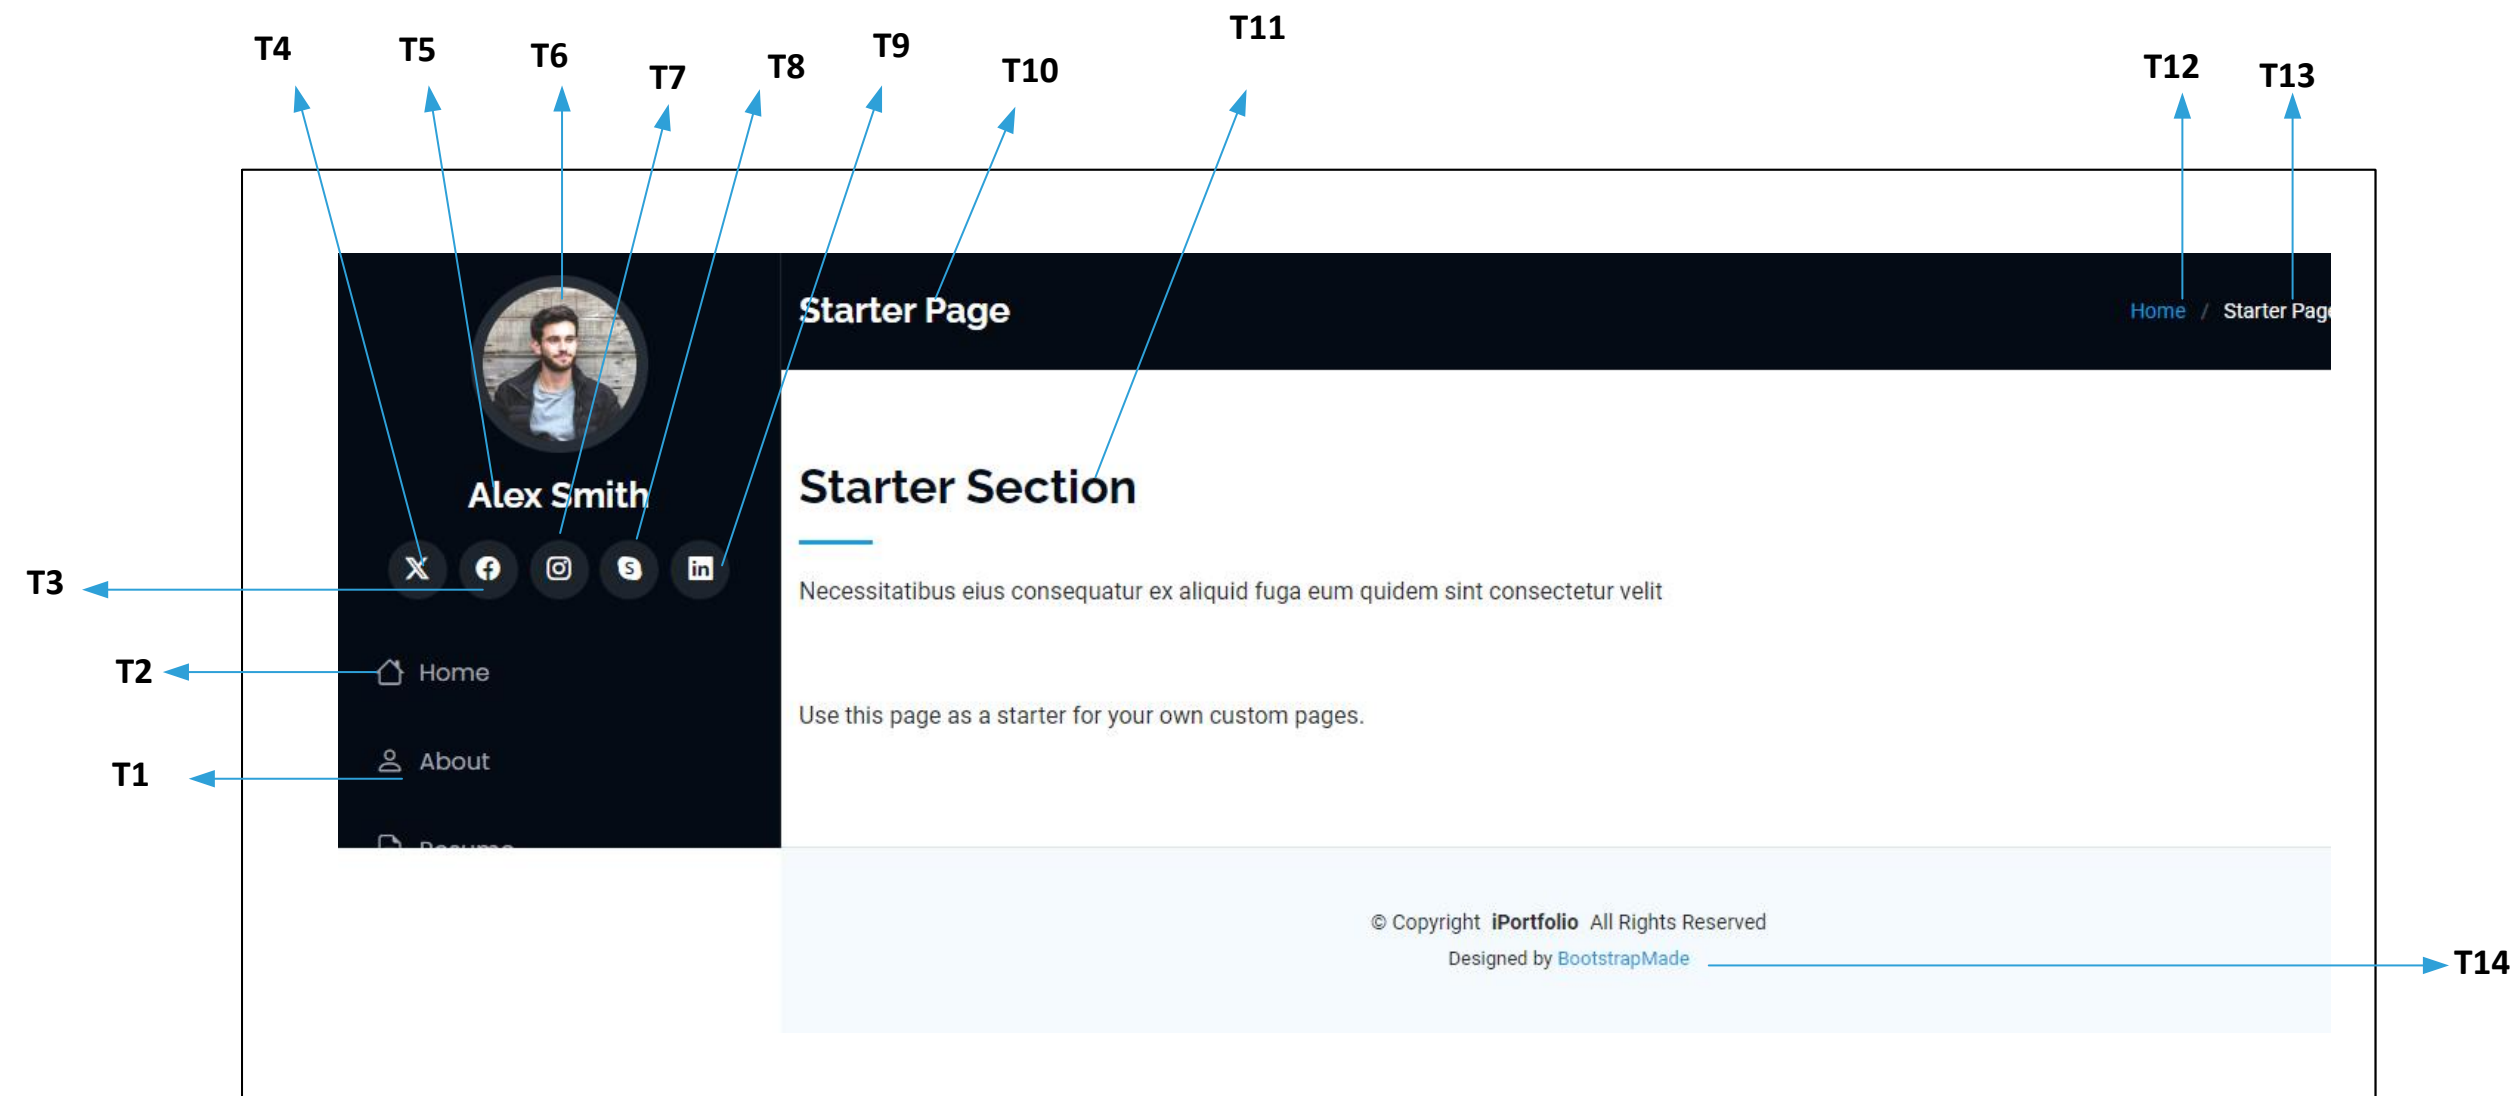 T11
T4 T5 T6 T7 T8 T9 T10 T12 T13
Starter Page
Home / Starter Page
Alex Smith
Starter Section
T3
Necessitatibus eius consequatur ex aliquid fuga eum quidem sint consectetur velit
T2
Home
Use this page as a starter for your own custom pages.
T1
About
Resume
© Copyright iPortfolio All Rights Reserved
Designed by BootstrapMade
T14